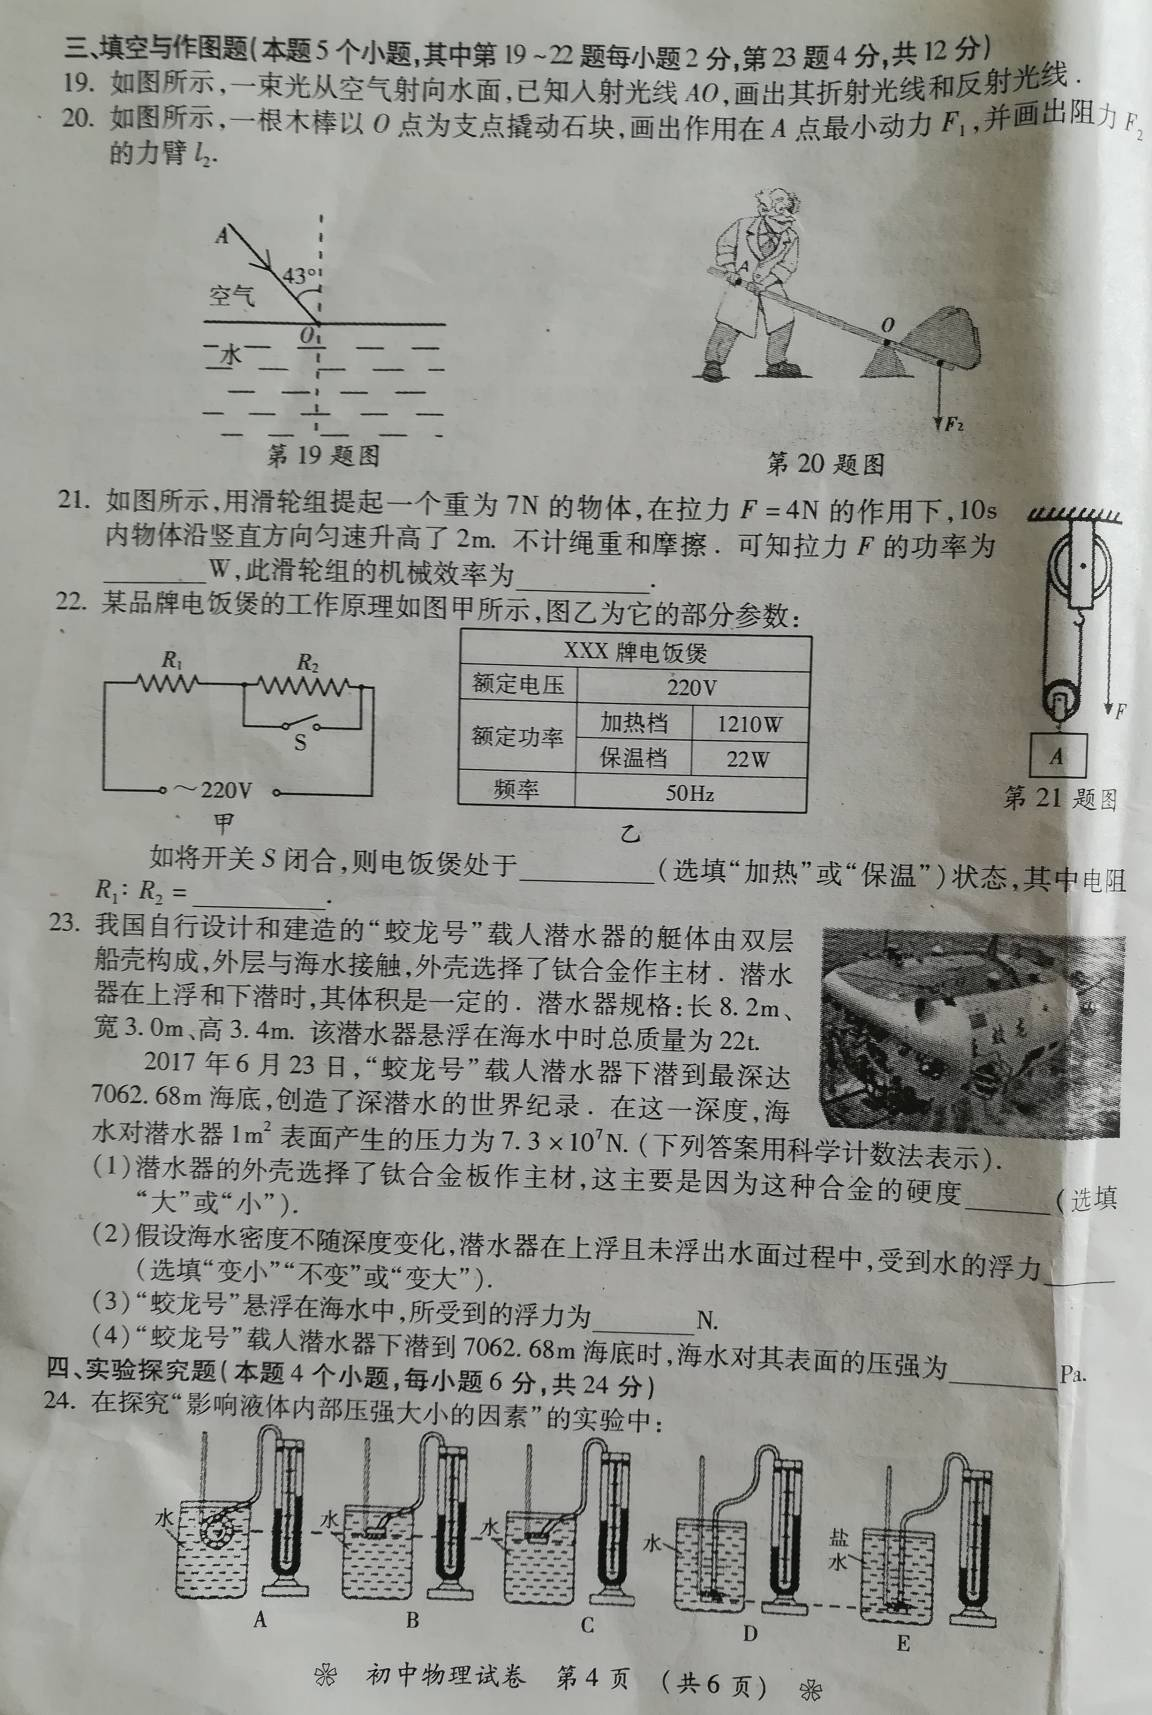 三、填空与作图题(本题5个小题,其中第19~22题每小题2分,第23题4分,共12分)
19. 如图所示,一束光从空气射向水面,已知入射光线AO,画出其折射光线和反射光线.
20. 如图所示,一根木棒以O点为支点撬动石块,画出作用在A点最小动力F₁,并画出阻力F₂
的力臂l₂.
A
43°
空气
O
水
第19题图
A
O
F₂
第20题图
21. 如图所示,用滑轮组提起一个重为7N的物体,在拉力F=4N的作用下,10s
内物体沿竖直方向匀速升高了2m. 不计绳重和摩擦. 可知拉力F的功率为
______W,此滑轮组的机械效率为________.
F
A
第21题图
22. 某品牌电饭煲的工作原理如图甲所示,图乙为它的部分参数:
R₁ R₂
S
~220V
甲
XXX牌电饭煲
额定电压 220V
额定功率 加热档 1210W
保温档 22W
频率 50Hz
乙
如将开关S闭合,则电饭煲处于________(选填“加热”或“保温”)状态,其中电阻
R₁: R₂ = ________.
23. 我国自行设计和建造的“蛟龙号”载人潜水器的艇体由双层
船壳构成,外层与海水接触,外壳选择了钛合金作主材. 潜水
器在上浮和下潜时,其体积是一定的. 潜水器规格:长8.2m、
宽3.0m、高3.4m. 该潜水器悬浮在海水中时总质量为22t.
2017年6月23日,“蛟龙号”载人潜水器下潜到最深达
7062.68m海底,创造了深潜水的世界纪录. 在这一深度,海
水对潜水器1m²表面产生的压力为7.3×10⁷N.(下列答案用科学计数法表示).
蛟龙
(1)潜水器的外壳选择了钛合金板作主材,这主要是因为这种合金的硬度______(选填
“大”或“小”).
(2)假设海水密度不随深度变化,潜水器在上浮且未浮出水面过程中,受到水的浮力______
(选填“变小”“不变”或“变大”).
(3)“蛟龙号”悬浮在海水中,所受到的浮力为________N.
(4)“蛟龙号”载人潜水器下潜到7062.68m海底时,海水对其表面的压强为________Pa.
四、实验探究题(本题4个小题,每小题6分,共24分)
24. 在探究“影响液体内部压强大小的因素”的实验中:
水 水 水 水 盐水
A B C D E
初中物理试卷 第4页 (共6页)